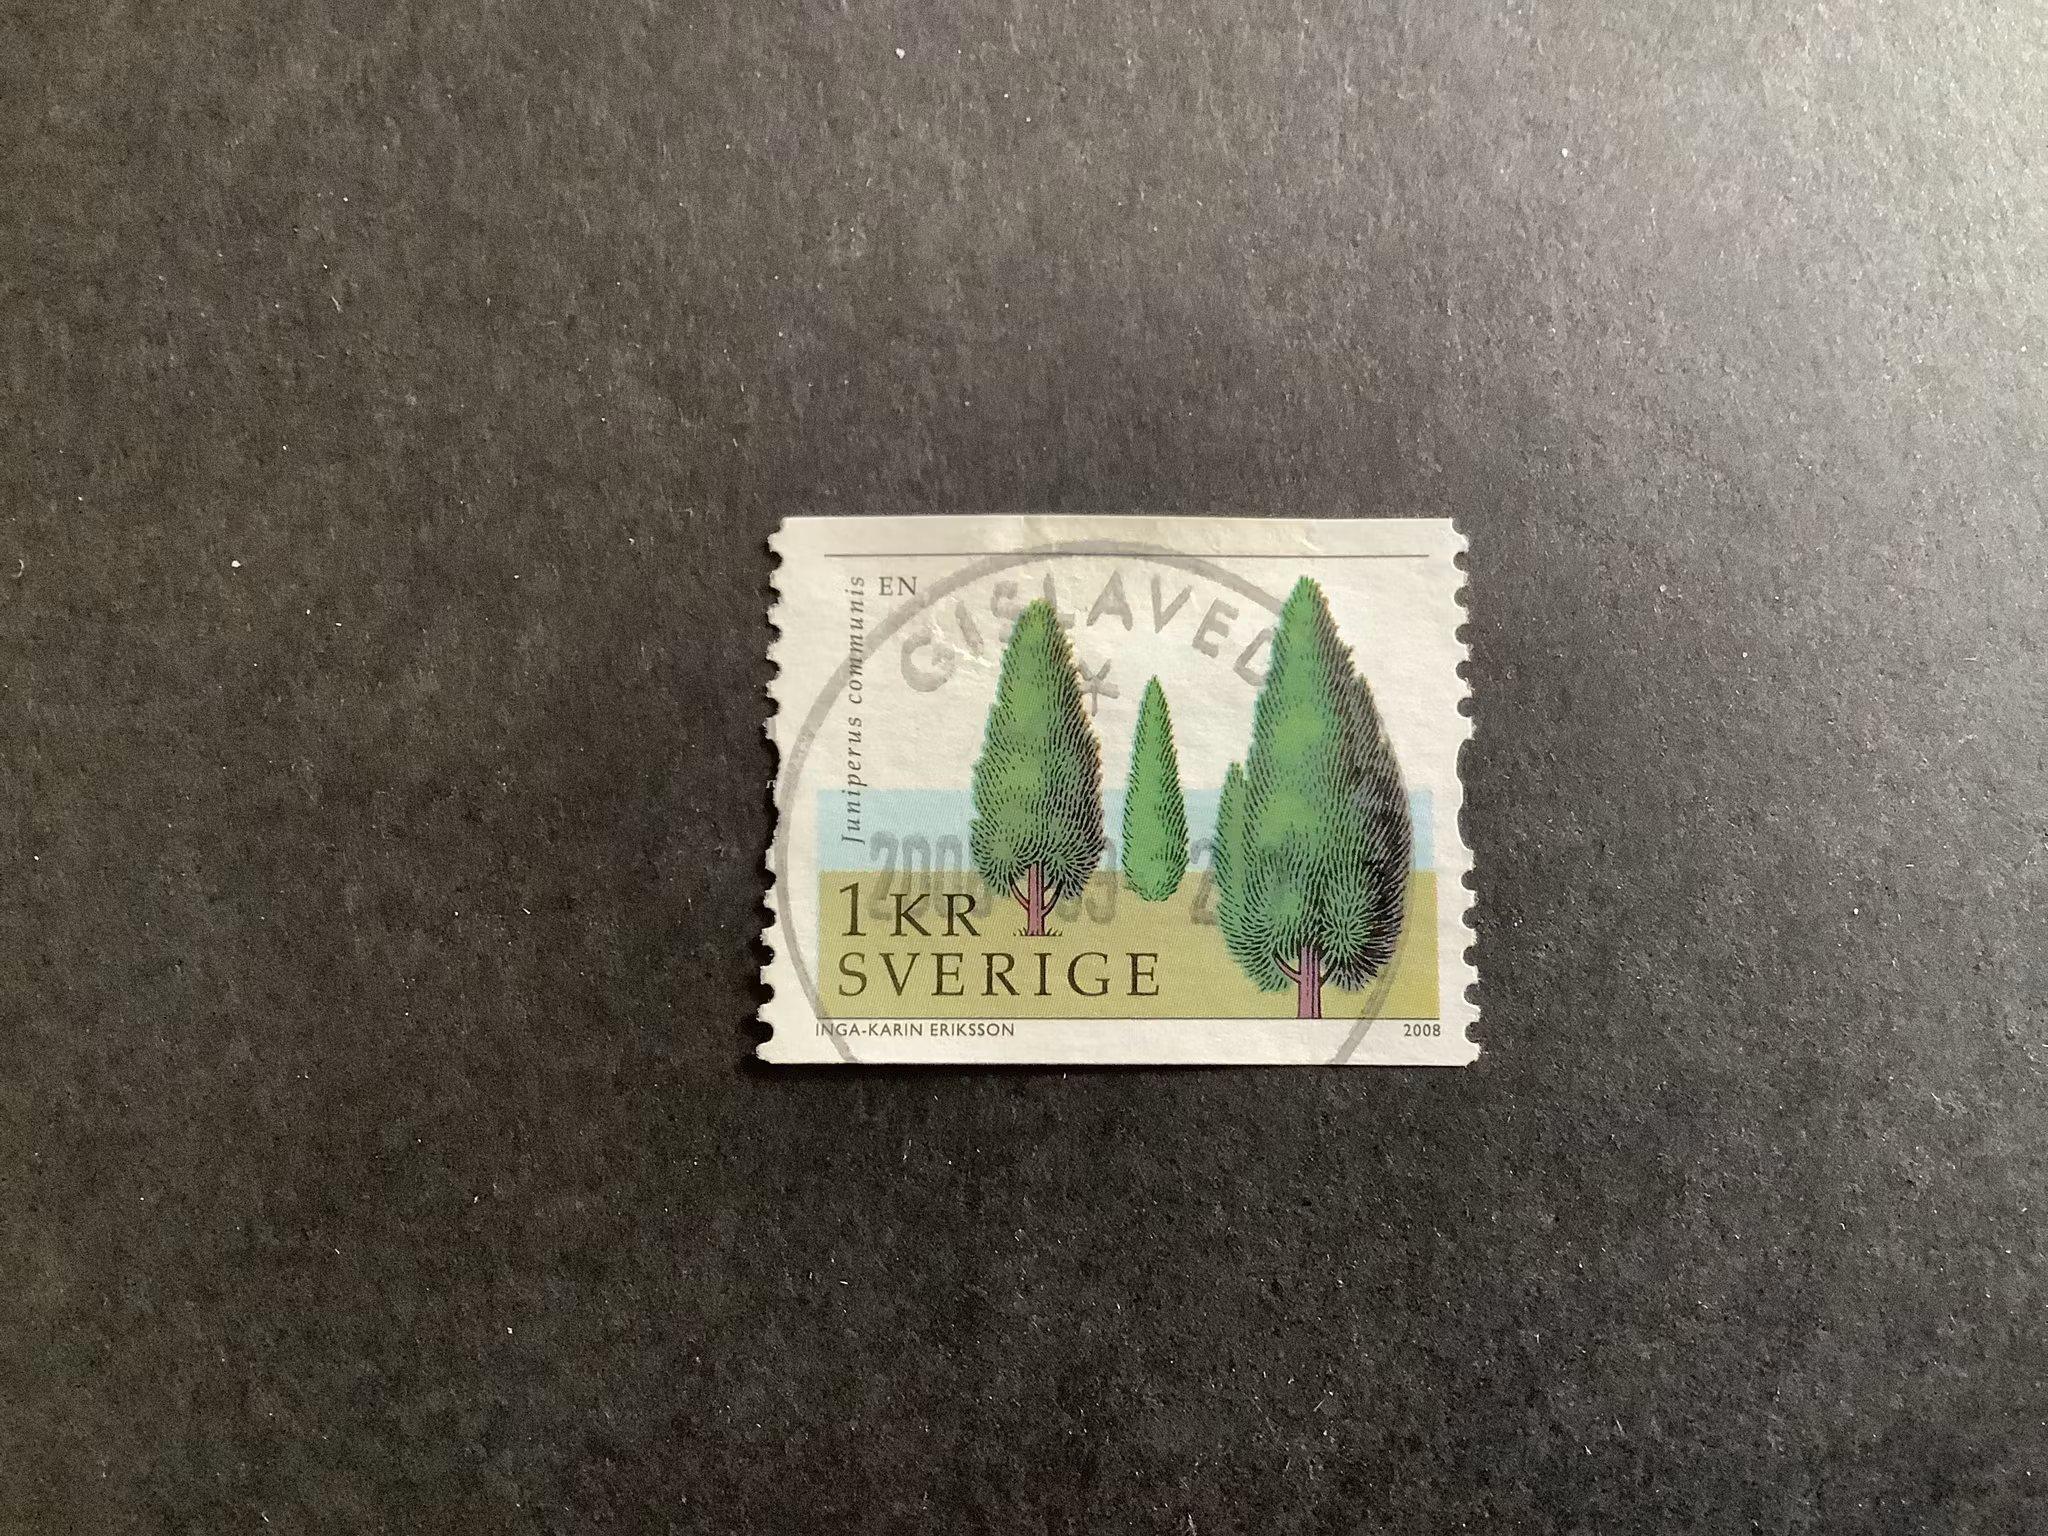 EN
Juniperus communis
GISLAVED
1 KR
SVERIGE
INGA-KARIN ERIKSSON
2008